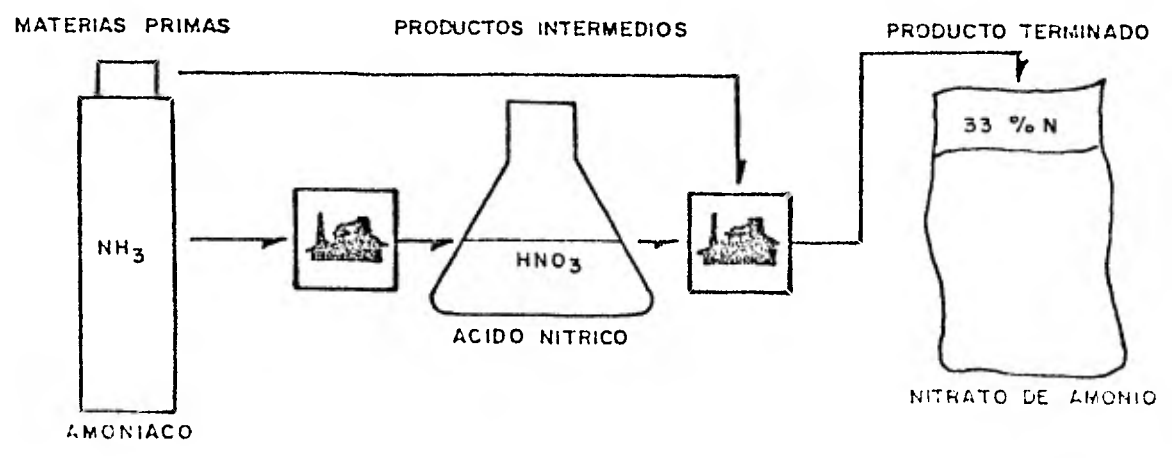 MATERIAS PRIMAS
PRODUCTOS INTERMEDIOS
PRODUCTO TERMINADO
33 % N
NH3
HNO3
ACIDO NITRICO
NITRATO DE AMONIO
AMONIACO